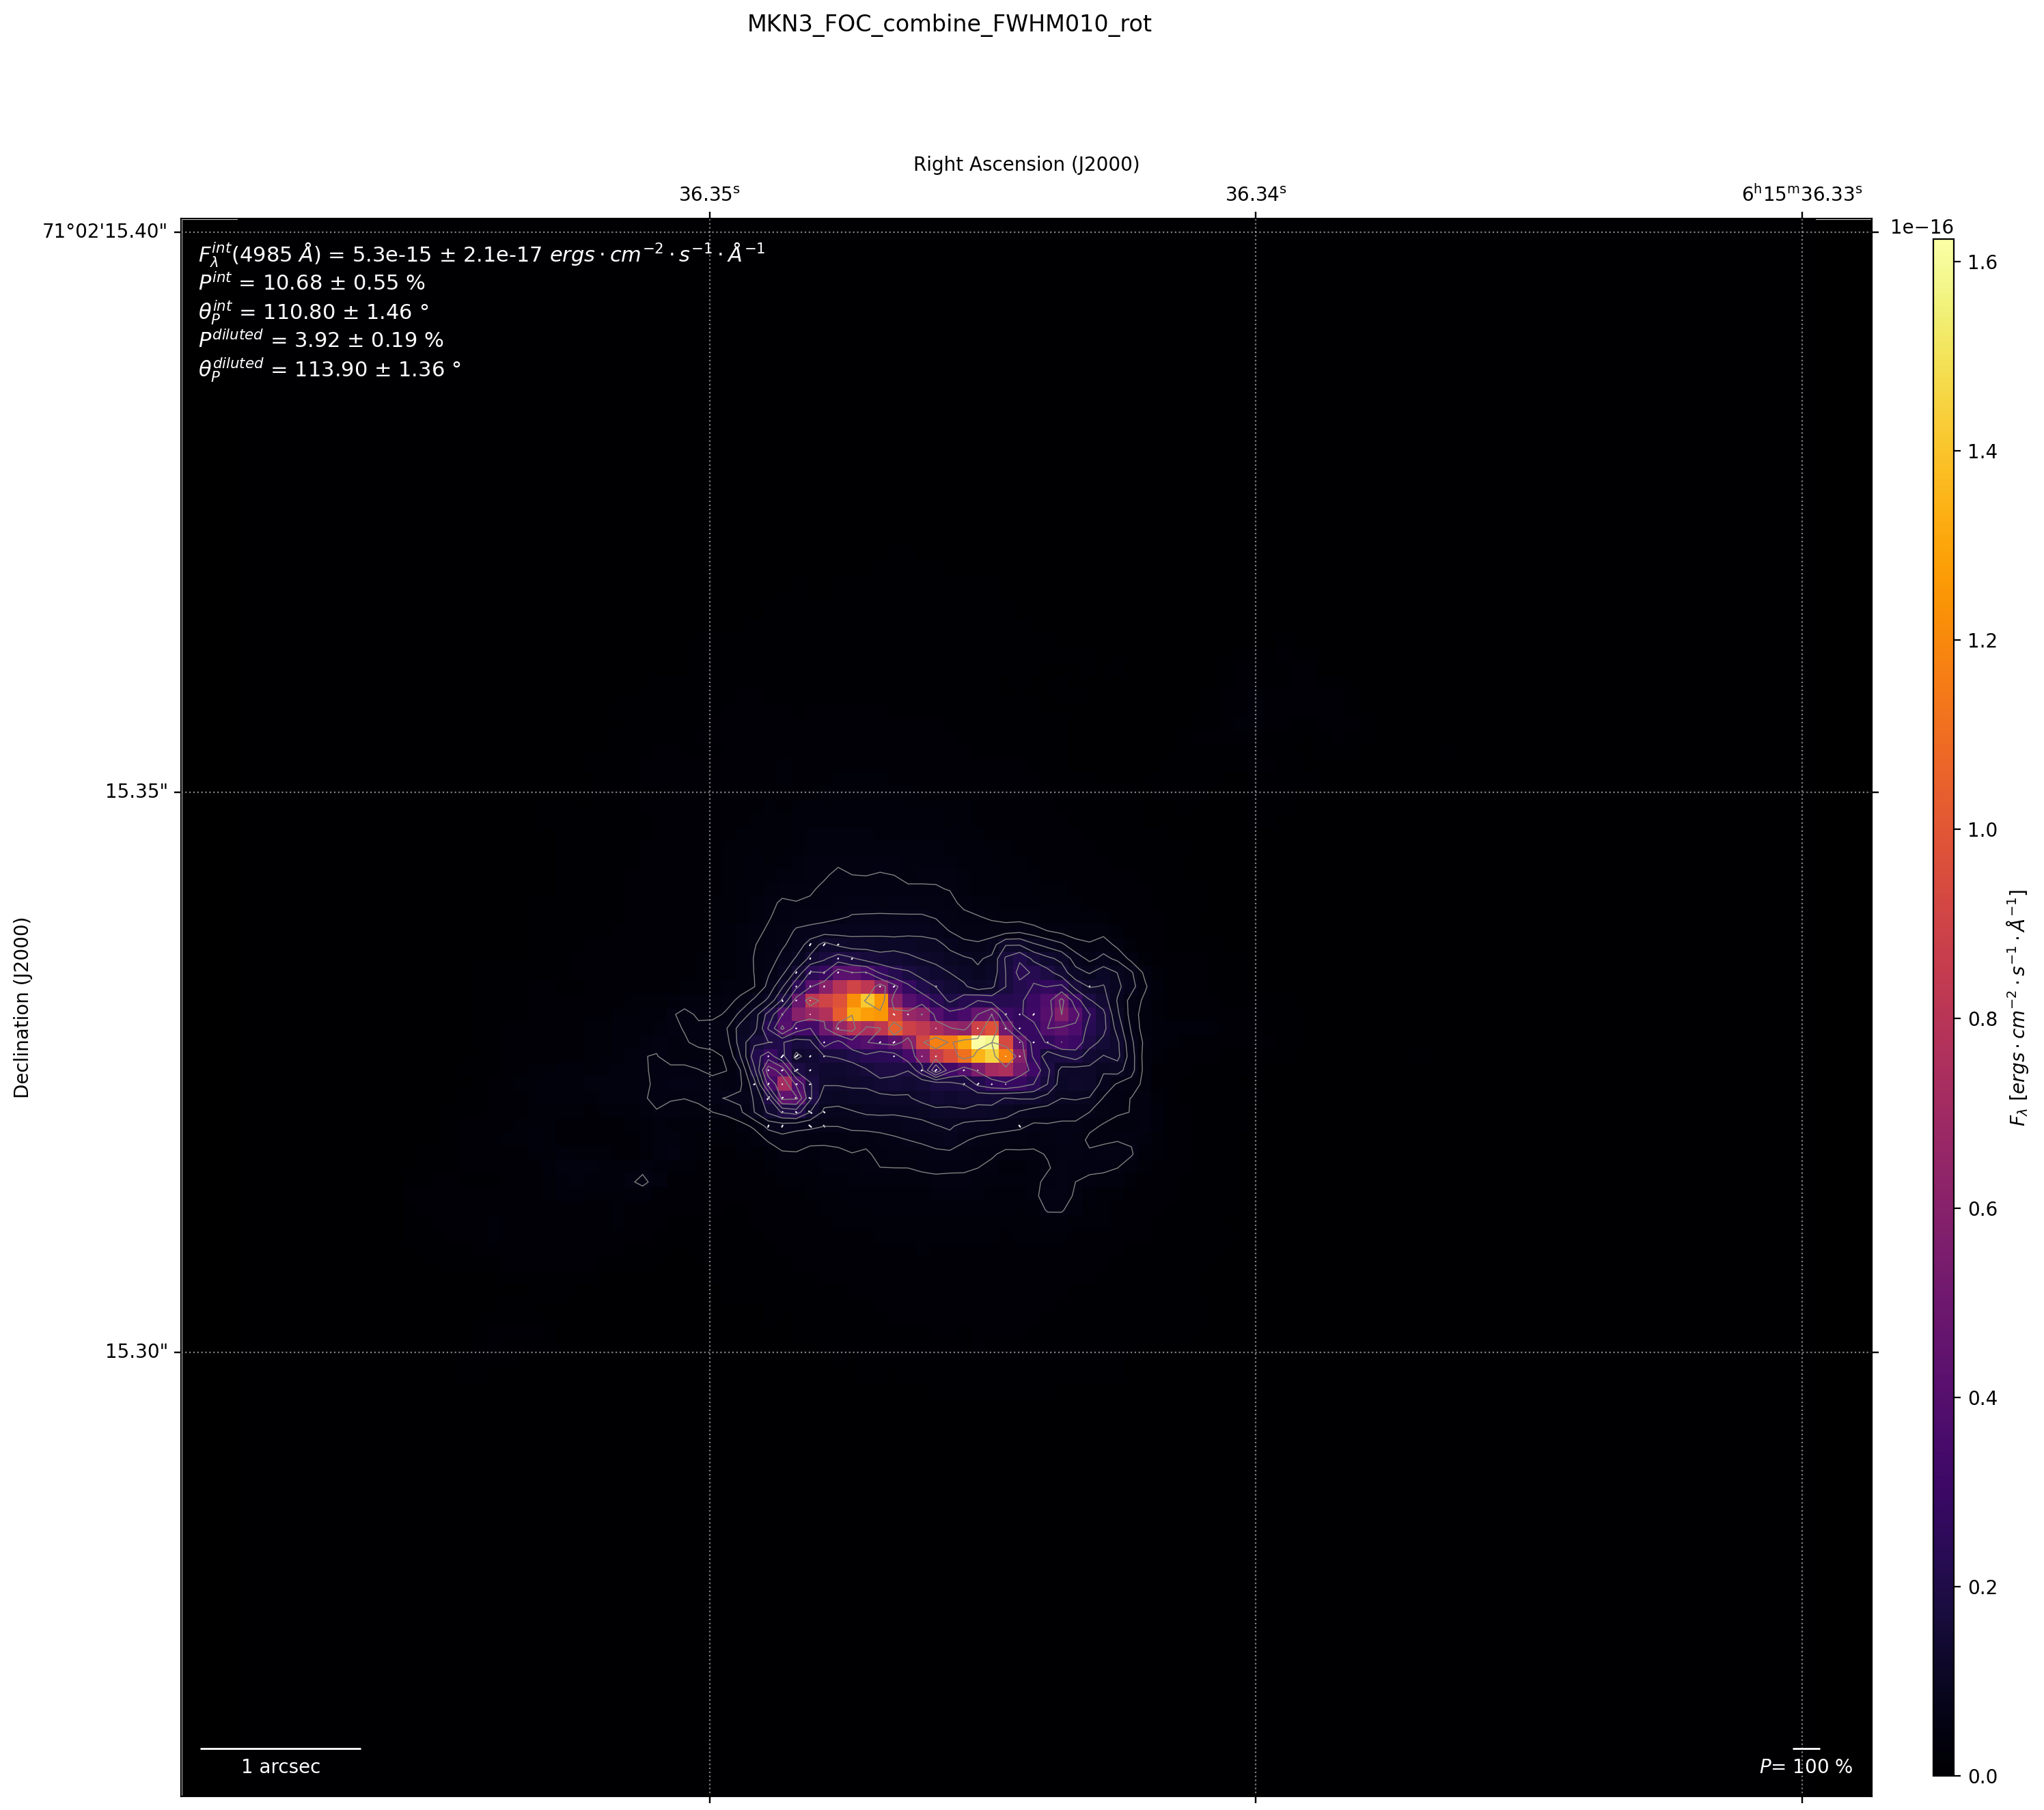 MKN3_FOC_combine_FWHM010_rot
Right Ascension (J2000)
36.35ˢ 36.34ˢ 6ʰ15ᵐ36.33ˢ
1e−16
71°02'15.40"
15.35"
15.30"
Declination (J2000)
F_λ^int(4985 Å) = 5.3e-15 ± 2.1e-17 ergs · cm⁻² · s⁻¹ · Å⁻¹
P^int = 10.68 ± 0.55 %
θ_P^int = 110.80 ± 1.46 °
P^diluted = 3.92 ± 0.19 %
θ_P^diluted = 113.90 ± 1.36 °
1 arcsec
P= 100 %
1.6
1.4
1.2
1.0
0.8
0.6
0.4
0.2
0.0
F_λ [ergs · cm⁻² · s⁻¹ · Å⁻¹]